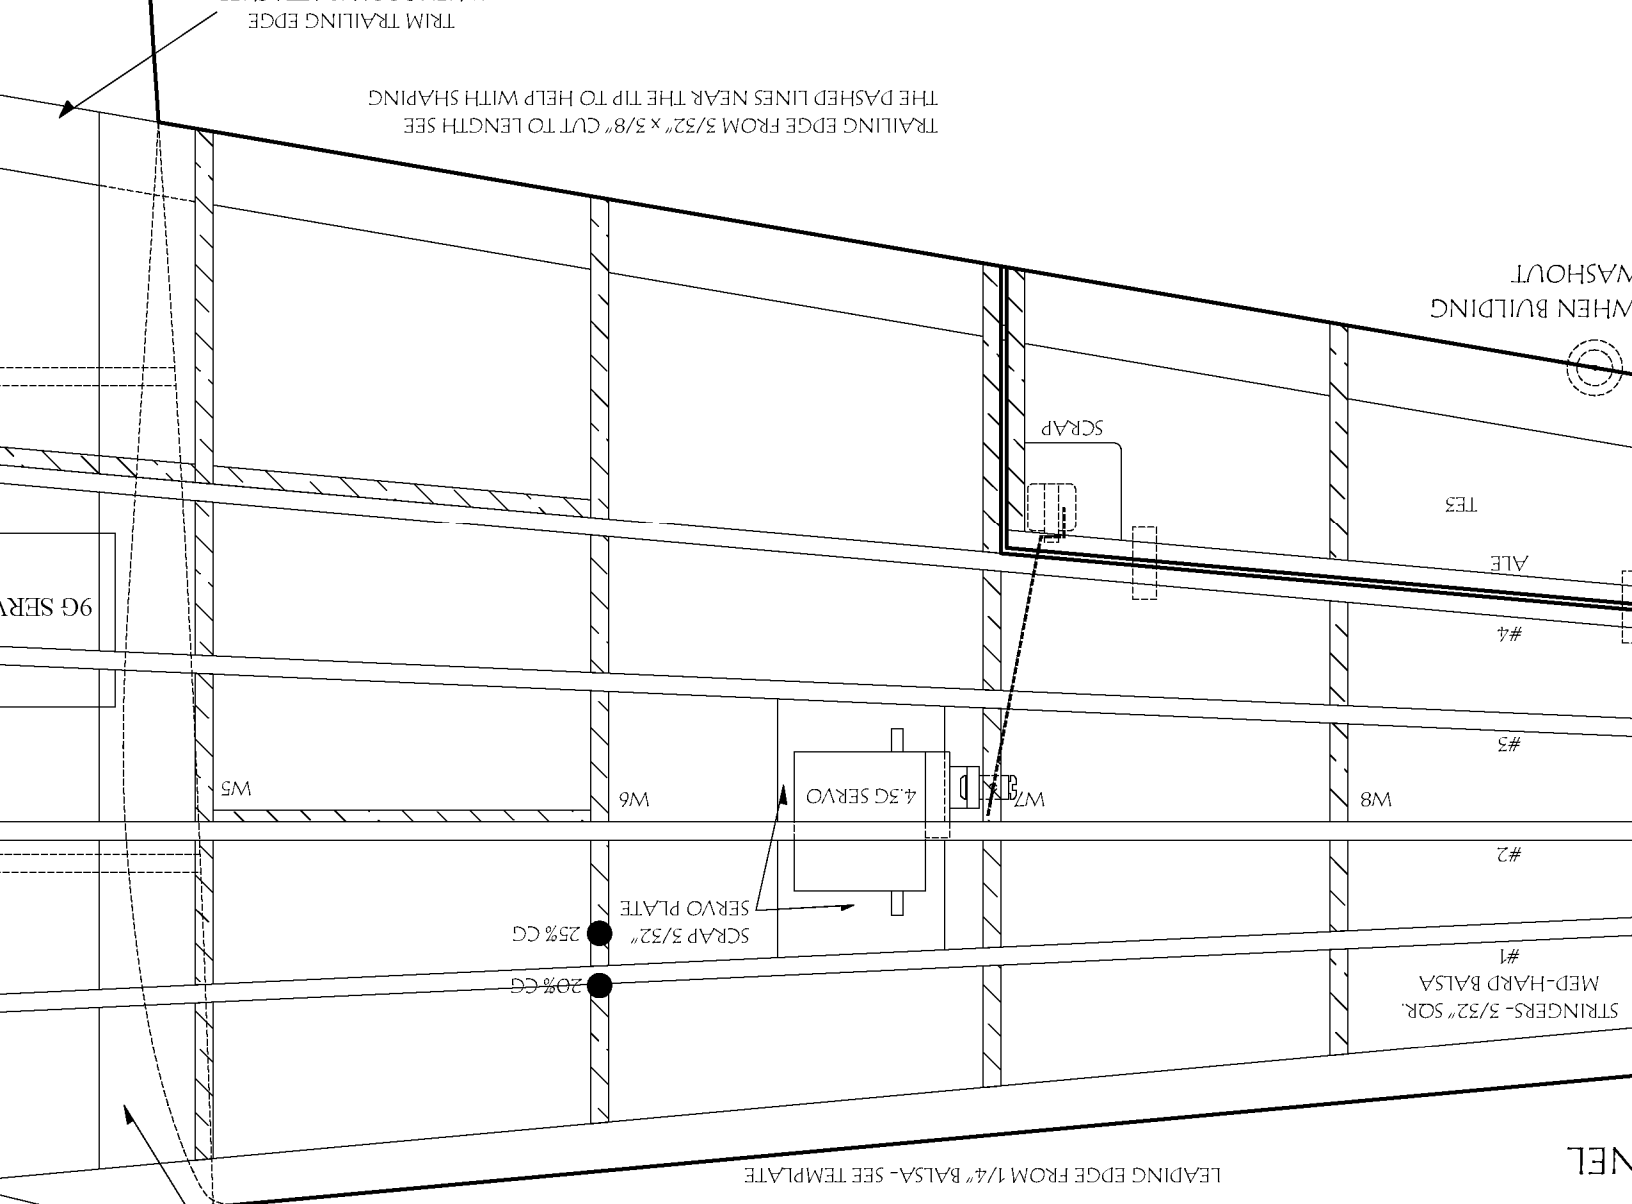 NEL
LEADING EDGE FROM 1/4" BALSA- SEE TEMPLATE
STRINGERS- 3/32" SQR.
MED-HARD BALSA
#1
20% CG
25% CG
SCRAP 3/32"
SERVO PLATE
#2
W8
W7
4.3G SERVO
W6
W5
#3
#4
9G SERV
ALE
TE3
SCRAP
WHEN BUILDING
WASHOUT
TRAILING EDGE FROM 3/32" x 3/8" CUT TO LENGTH SEE
THE DASHED LINES NEAR THE TIP TO HELP WITH SHAPING
TRIM TRAILING EDGE